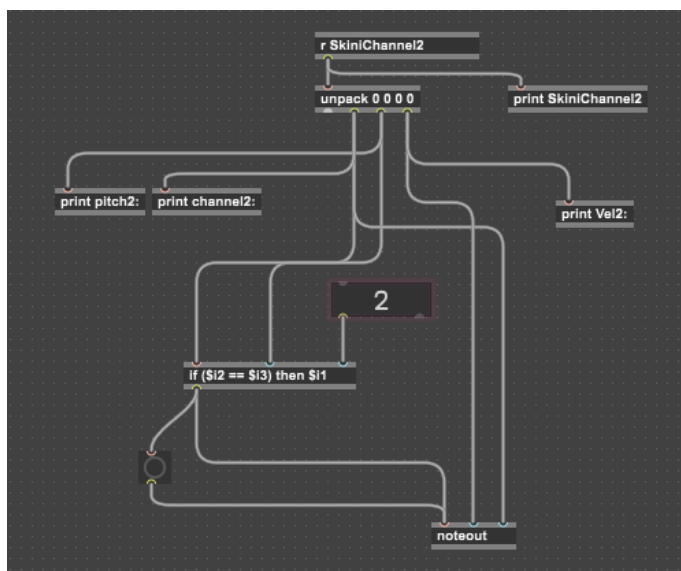 r SkiniChannel2
unpack 0 0 0 0
print SkiniChannel2
print pitch2:
print channel2:
print Vel2:
2
if ($i2 == $i3) then $i1
noteout